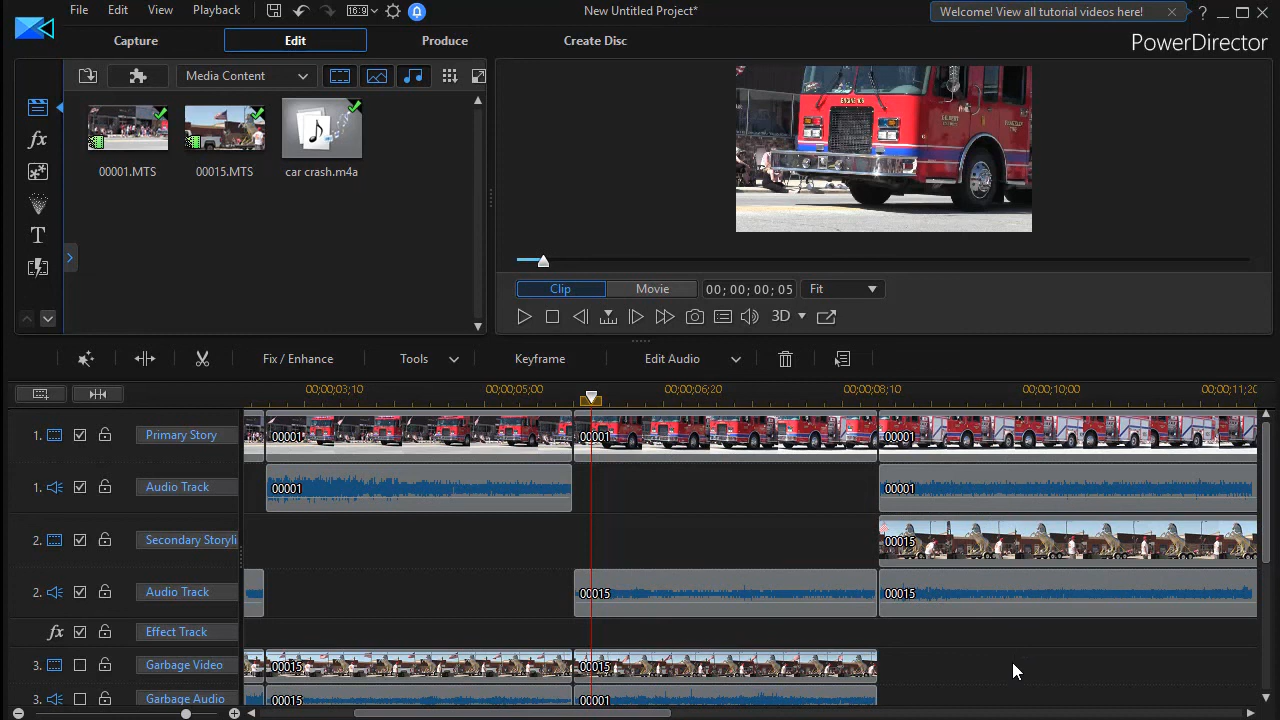 File Edit View Playback 16:9 New Untitled Project* Welcome! View all tutorial videos here! ?
Capture Edit Produce Create Disc PowerDirector
Media Content
00001.MTS 00015.MTS car crash.m4a
fx
T
Clip Movie 00; 00; 00; 05 Fit
3D
Fix / Enhance Tools Keyframe Edit Audio
00;00;03;10 00;00;05;00 00;00;06;20 00;00;08;10 00;00;10;00 00;00;11;20
1. Primary Story 00001 00001 00001
1. Audio Track 00001 00001
2. Secondary Storyli 00015
2. Audio Track 00015 00015
fx Effect Track
3. Garbage Video 00015 00015
3. Garbage Audio 00015 00001